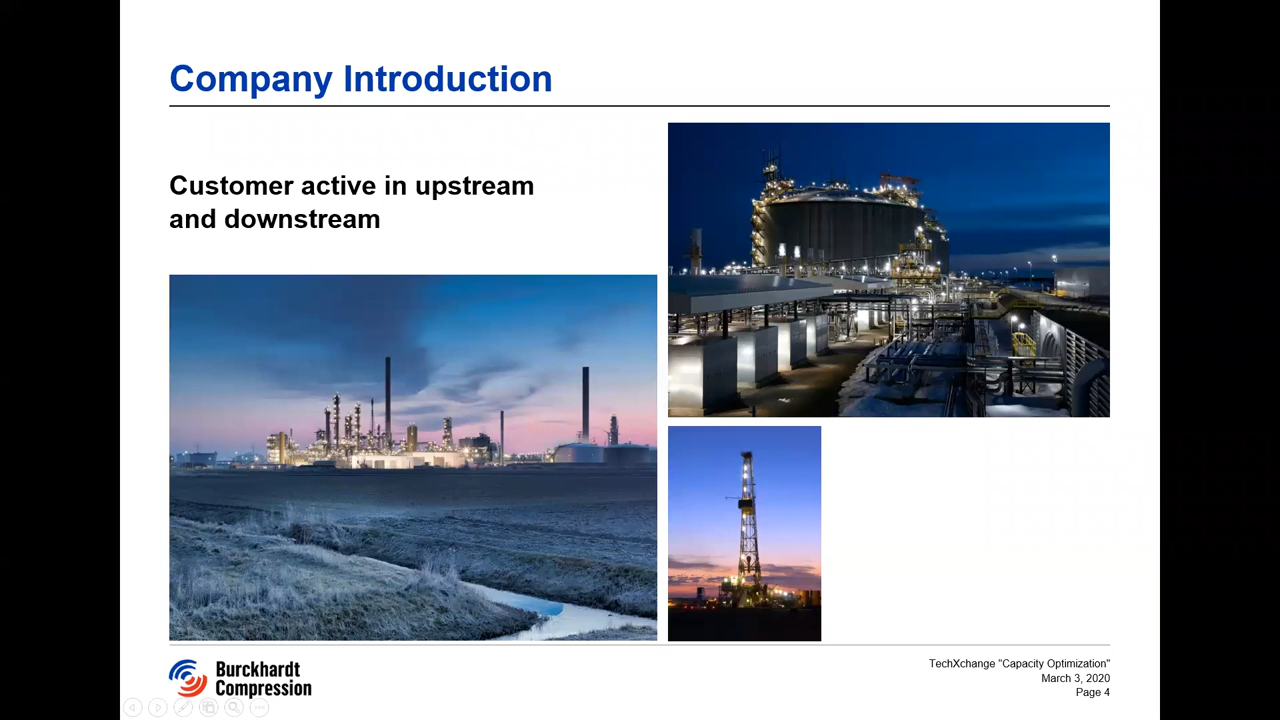 Company Introduction
Customer active in upstream
and downstream
Burckhardt
Compression
TechXchange "Capacity Optimization"
March 3, 2020
Page 4